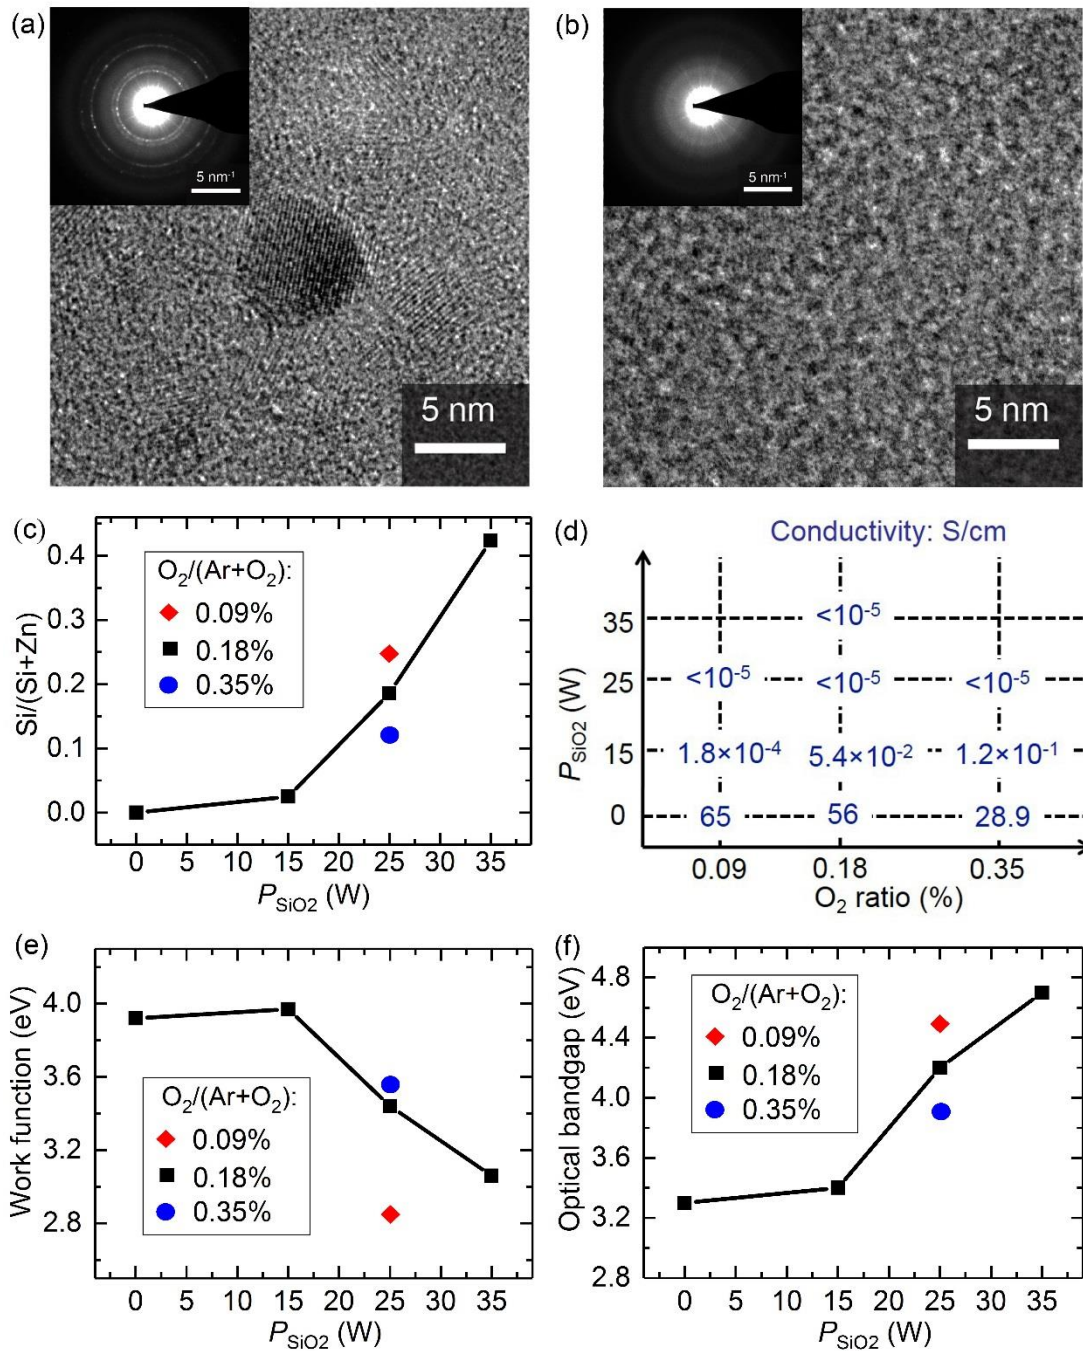 (a)
5 nm⁻¹
5 nm
(b)
5 nm⁻¹
5 nm
(c)
Si/(Si+Zn)
0.4
0.3
0.2
0.1
0.0
O₂/(Ar+O₂):
0.09%
0.18%
0.35%
0 5 10 15 20 25 30 35
P_SiO2 (W)
(d)
Conductivity: S/cm
P_SiO2 (W)
35 <10⁻⁵
25 <10⁻⁵ <10⁻⁵ <10⁻⁵
15 1.8×10⁻⁴ 5.4×10⁻² 1.2×10⁻¹
0 65 56 28.9
0.09 0.18 0.35
O₂ ratio (%)
(e)
Work function (eV)
4.0
3.6
3.2
2.8
O₂/(Ar+O₂):
0.09%
0.18%
0.35%
0 5 10 15 20 25 30 35
P_SiO2 (W)
(f)
Optical bandgap (eV)
4.8
4.4
4.0
3.6
3.2
2.8
O₂/(Ar+O₂):
0.09%
0.18%
0.35%
0 5 10 15 20 25 30 35
P_SiO2 (W)